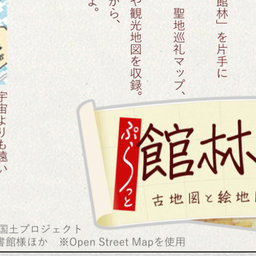 館林」を片手に
聖地巡礼マップ、
や観光地図を収録。
から、
よ。
宇宙よりも遠い
ぷらっと
館林
古地図と絵地
国土プロジェクト
書館様ほか　※Open Street Mapを使用